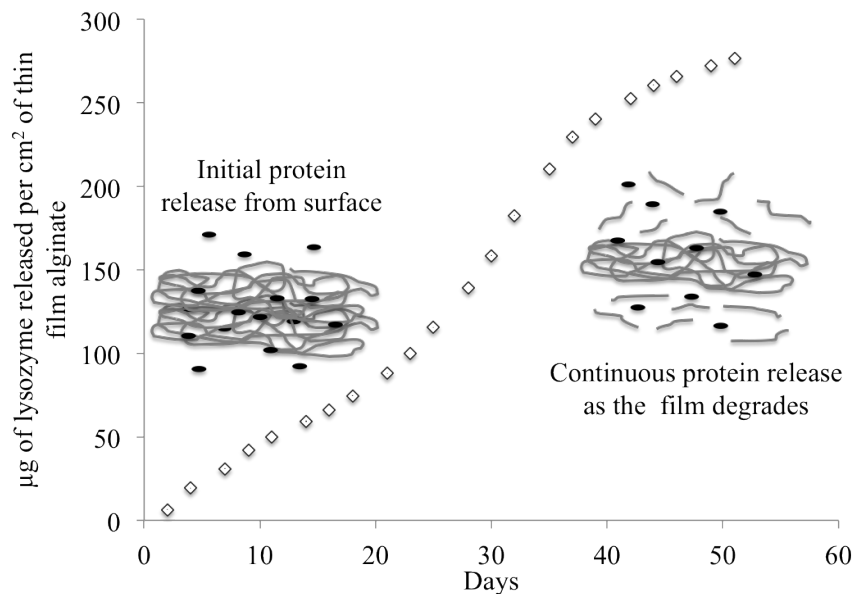 300
250
200
150
100
50
0
µg of lysozyme released per cm² of thin
film alginate
Initial protein
release from surface
Continuous protein release
as the film degrades
0 10 20 30 40 50 60
Days